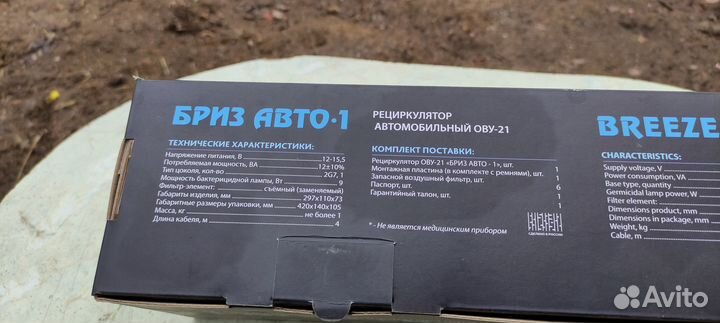 БРИЗ АВТО·1
РЕЦИРКУЛЯТОР
АВТОМОБИЛЬНЫЙ ОВУ-21
ТЕХНИЧЕСКИЕ ХАРАКТЕРИСТИКИ:
Напряжение питания, В 12-15,5
Потребляемая мощность, ВА 12±10%
Тип цоколя, кол-во 2G7, 1
Мощность бактерицидной лампы, Вт 9
Фильтр-элемент съёмный (заменяемый)
Габариты изделия, мм 297х110х73
Габаритные размеры упаковки, мм 420х140х105
Масса, кг не более 1
Длина кабеля, м 4
КОМПЛЕКТ ПОСТАВКИ:
Рециркулятор ОВУ-21 «БРИЗ АВТО - 1», шт. 1
Монтажная пластина (в комплекте с ремнями), шт. 1
Запасной воздушный фильтр, шт. 6
Паспорт, шт. 1
Гарантийный талон, шт. 1
* - Не является медицинским прибором
СДЕЛАНО В РОССИИ
BREEZE
CHARACTERISTICS:
Supply voltage, V
Power consumption, VA
Base type, quantity
Germicidal lamp power, W
Filter element:
Dimensions product, mm
Dimensions in package, mm
Weight, kg
Cable, m
Avito